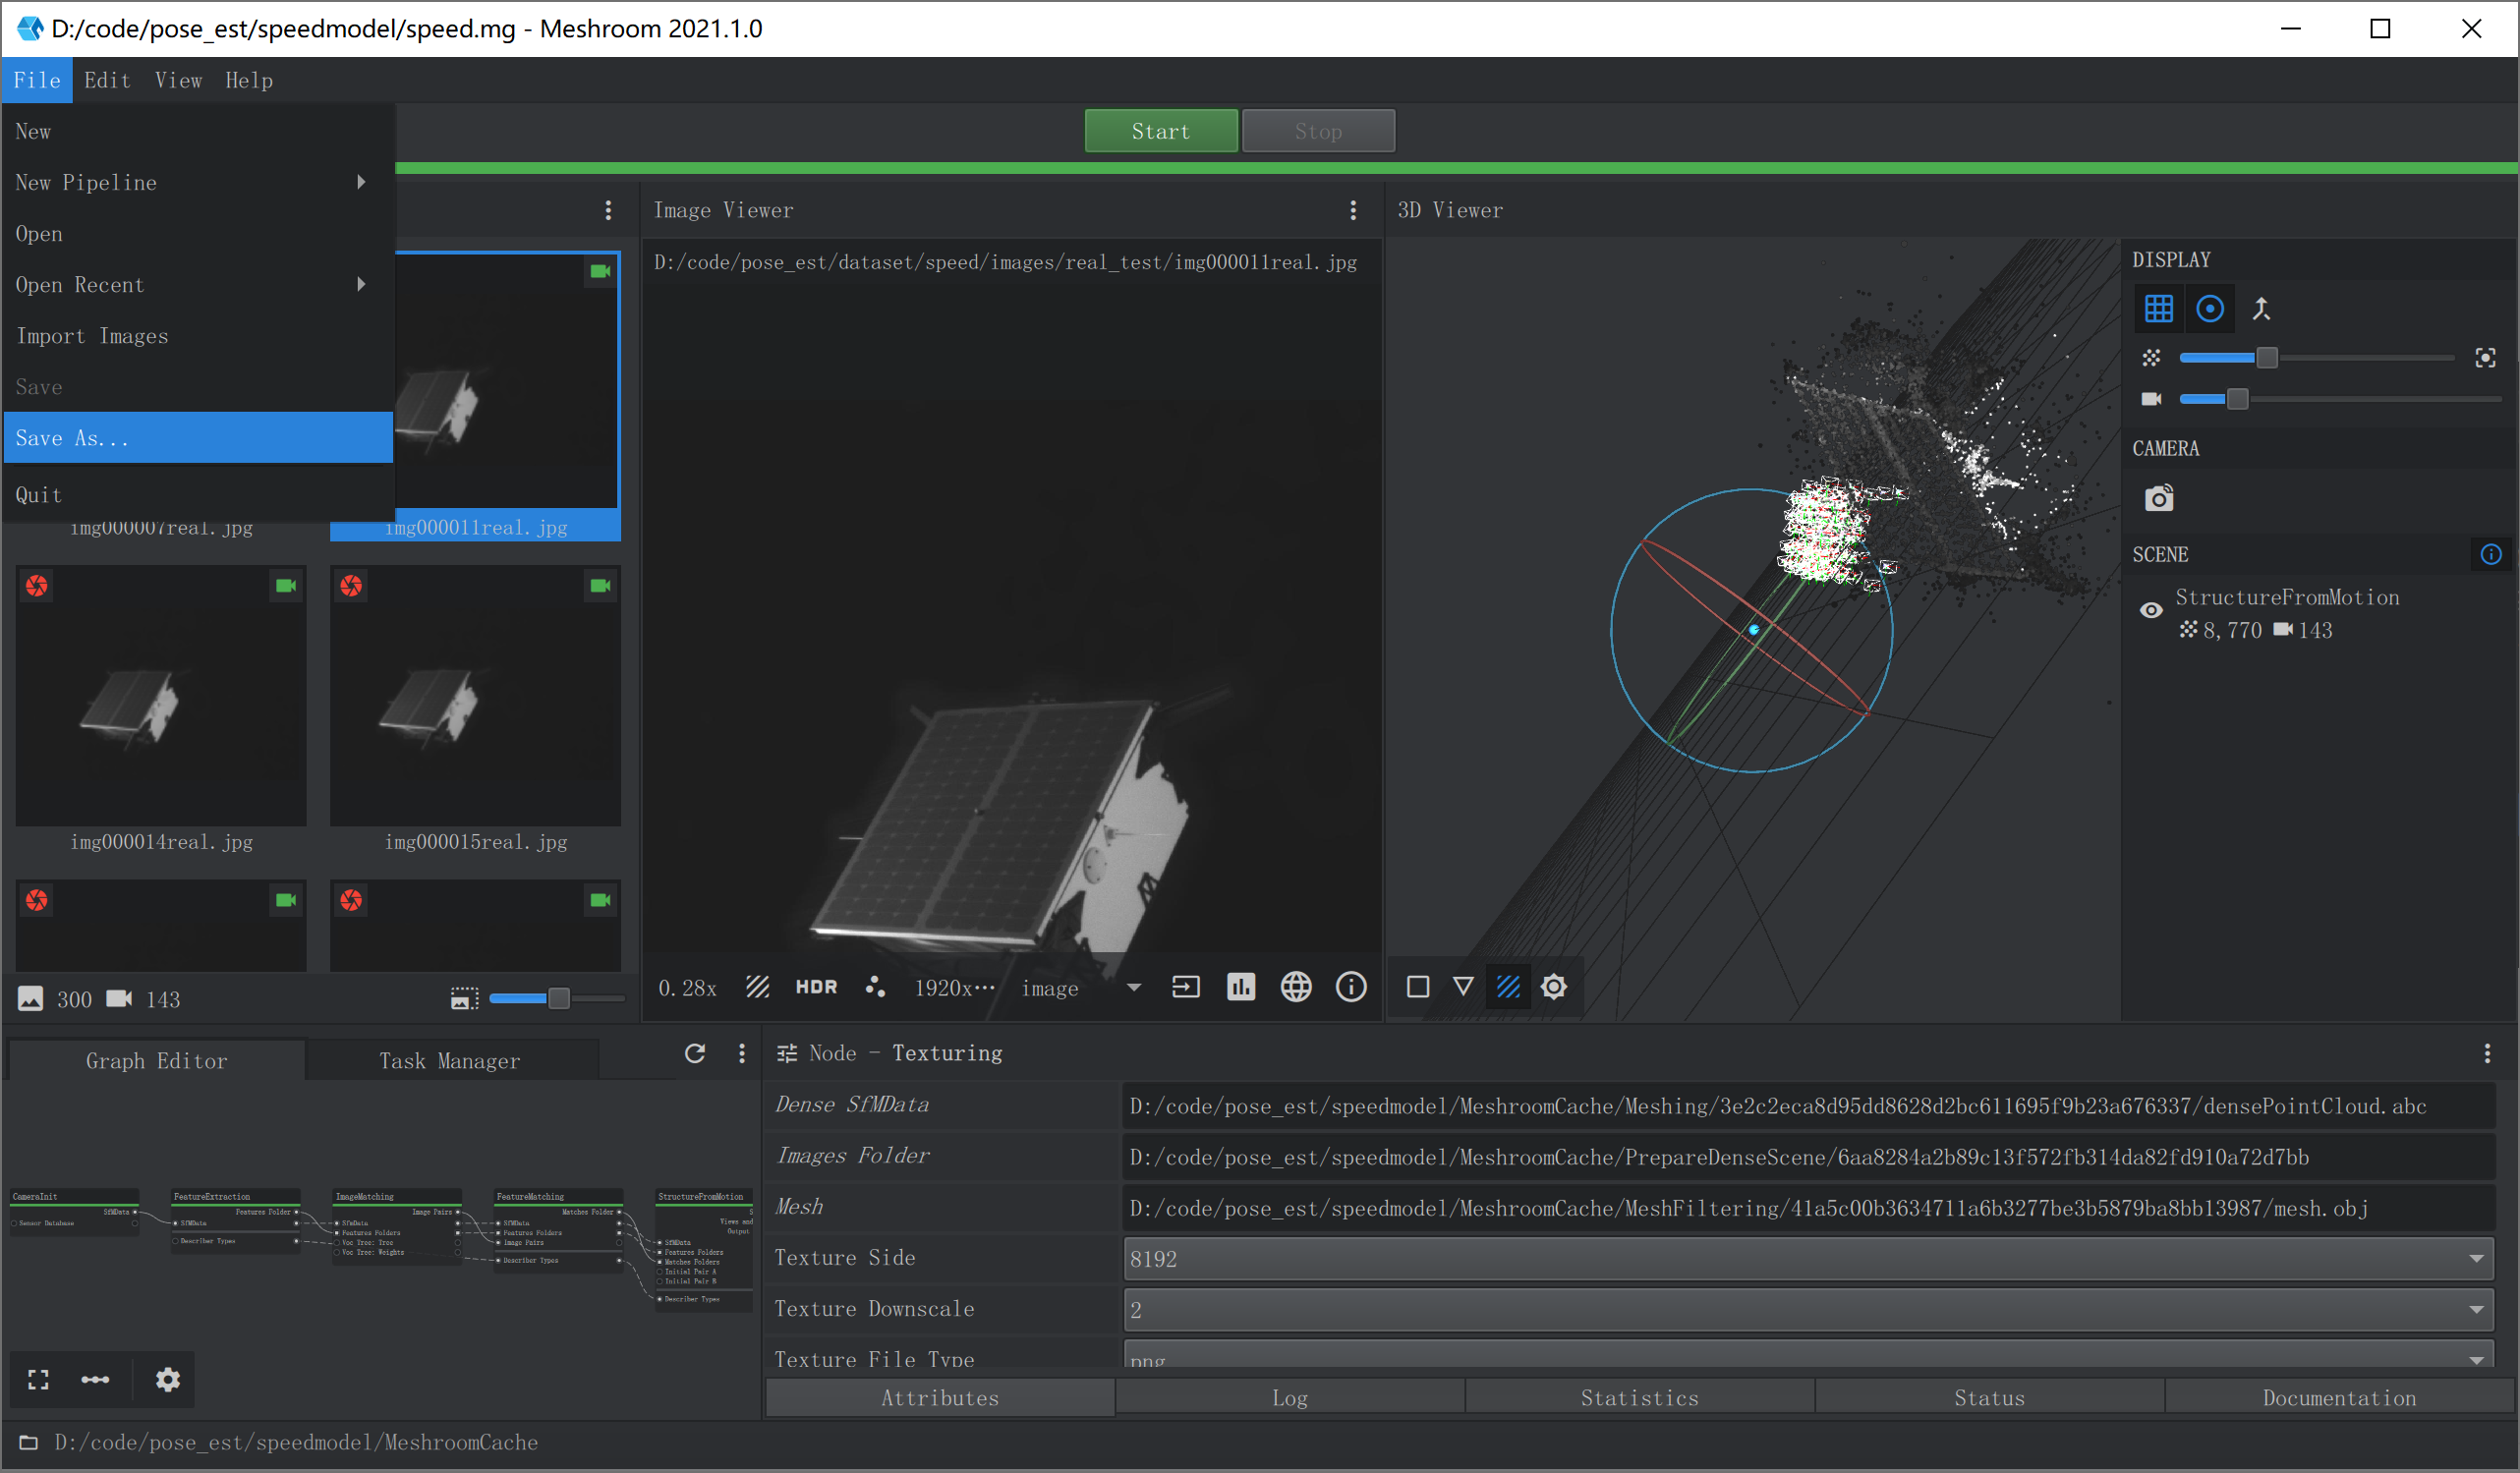 D:/code/pose_est/speedmodel/speed.mg - Meshroom 2021.1.0
File Edit View Help
New
New Pipeline
Open
Open Recent
Import Images
Save
Save As...
Quit
Start Stop
Image Viewer
3D Viewer
D:/code/pose_est/dataset/speed/images/real_test/img000011real.jpg
img000007real.jpg
img000011real.jpg
img000014real.jpg
img000015real.jpg
300 143
0.28x HDR 1920x… image
DISPLAY
CAMERA
SCENE
StructureFromMotion
8,770 143
Graph Editor
Task Manager
CameraInit
SfMData
Sensor Database
FeatureExtraction
Features Folder
SfMData
Describer Types
ImageMatching
Image Pairs
SfMData
Features Folders
Voc Tree: Tree
Voc Tree: Weights
FeatureMatching
Matches Folder
SfMData
Features Folders
Image Pairs
Describer Types
StructureFromMotion
S
Views and
Output
SfMData
Features Folders
Matches Folders
Initial Pair A
Initial Pair B
Describer Types
Node - Texturing
Dense SfMData D:/code/pose_est/speedmodel/MeshroomCache/Meshing/3e2c2eca8d95dd8628d2bc611695f9b23a676337/densePointCloud.abc
Images Folder D:/code/pose_est/speedmodel/MeshroomCache/PrepareDenseScene/6aa8284a2b89c13f572fb314da82fd910a72d7bb
Mesh D:/code/pose_est/speedmodel/MeshroomCache/MeshFiltering/41a5c00b3634711a6b3277be3b5879ba8bb13987/mesh.obj
Texture Side 8192
Texture Downscale 2
Texture File Type png
Attributes Log Statistics Status Documentation
D:/code/pose_est/speedmodel/MeshroomCache